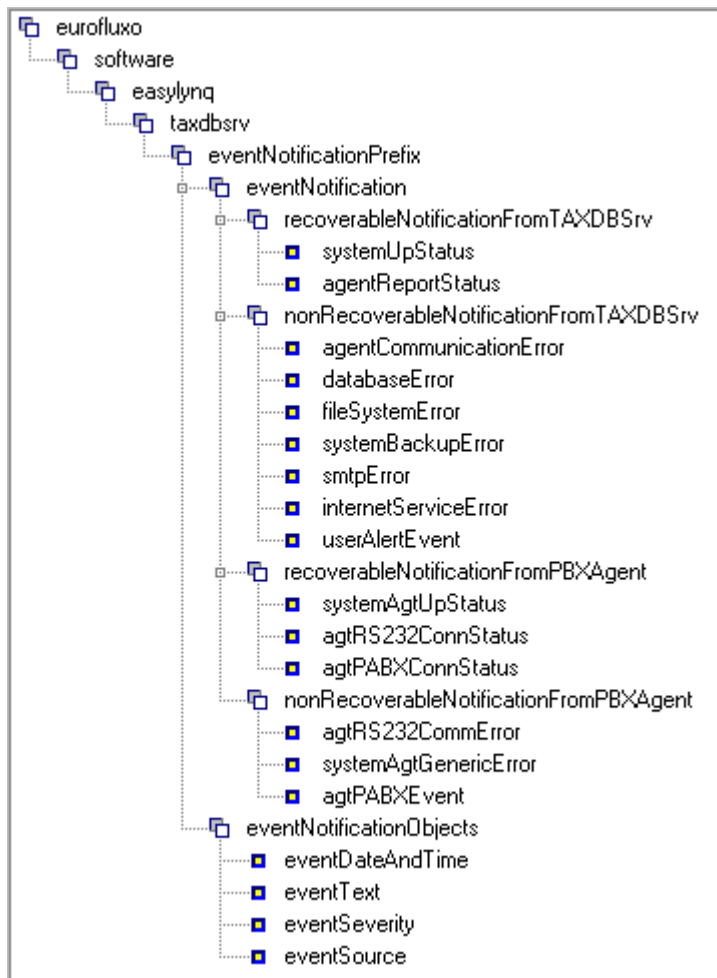 eurofluxo
software
easylynq
taxdbsrv
eventNotificationPrefix
eventNotification
recoverableNotificationFromTAXDBSrv
systemUpStatus
agentReportStatus
nonRecoverableNotificationFromTAXDBSrv
agentCommunicationError
databaseError
fileSystemError
systemBackupError
smtpError
internetServiceError
userAlertEvent
recoverableNotificationFromPBXAgent
systemAgtUpStatus
agtRS232ConnStatus
agtPABXConnStatus
nonRecoverableNotificationFromPBXAgent
agtRS232CommError
systemAgtGenericError
agtPABXEvent
eventNotificationObjects
eventDateAndTime
eventText
eventSeverity
eventSource